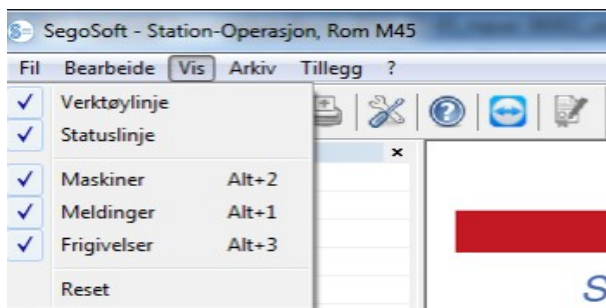 SegoSoft - Station-Operasjon, Rom M45
Fil Bearbeide Vis Arkiv Tillegg ?
Verktøylinje
Statuslinje
Maskiner Alt+2
Meldinger Alt+1
Frigivelser Alt+3
Reset
S